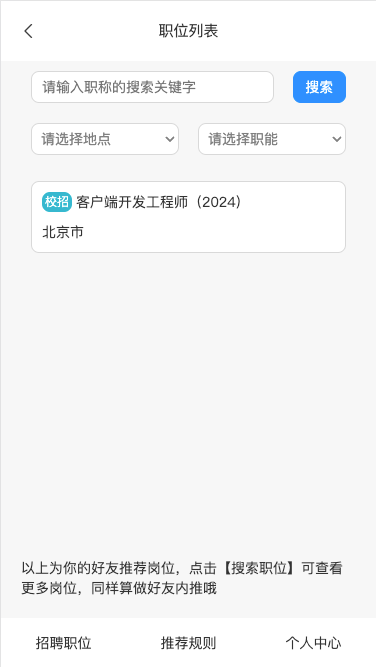 职位列表
请输入职称的搜索关键字 搜索
请选择地点 请选择职能
校招 客户端开发工程师（2024）
北京市
以上为你的好友推荐岗位，点击【搜索职位】可查看
更多岗位，同样算做好友内推哦
招聘职位 推荐规则 个人中心